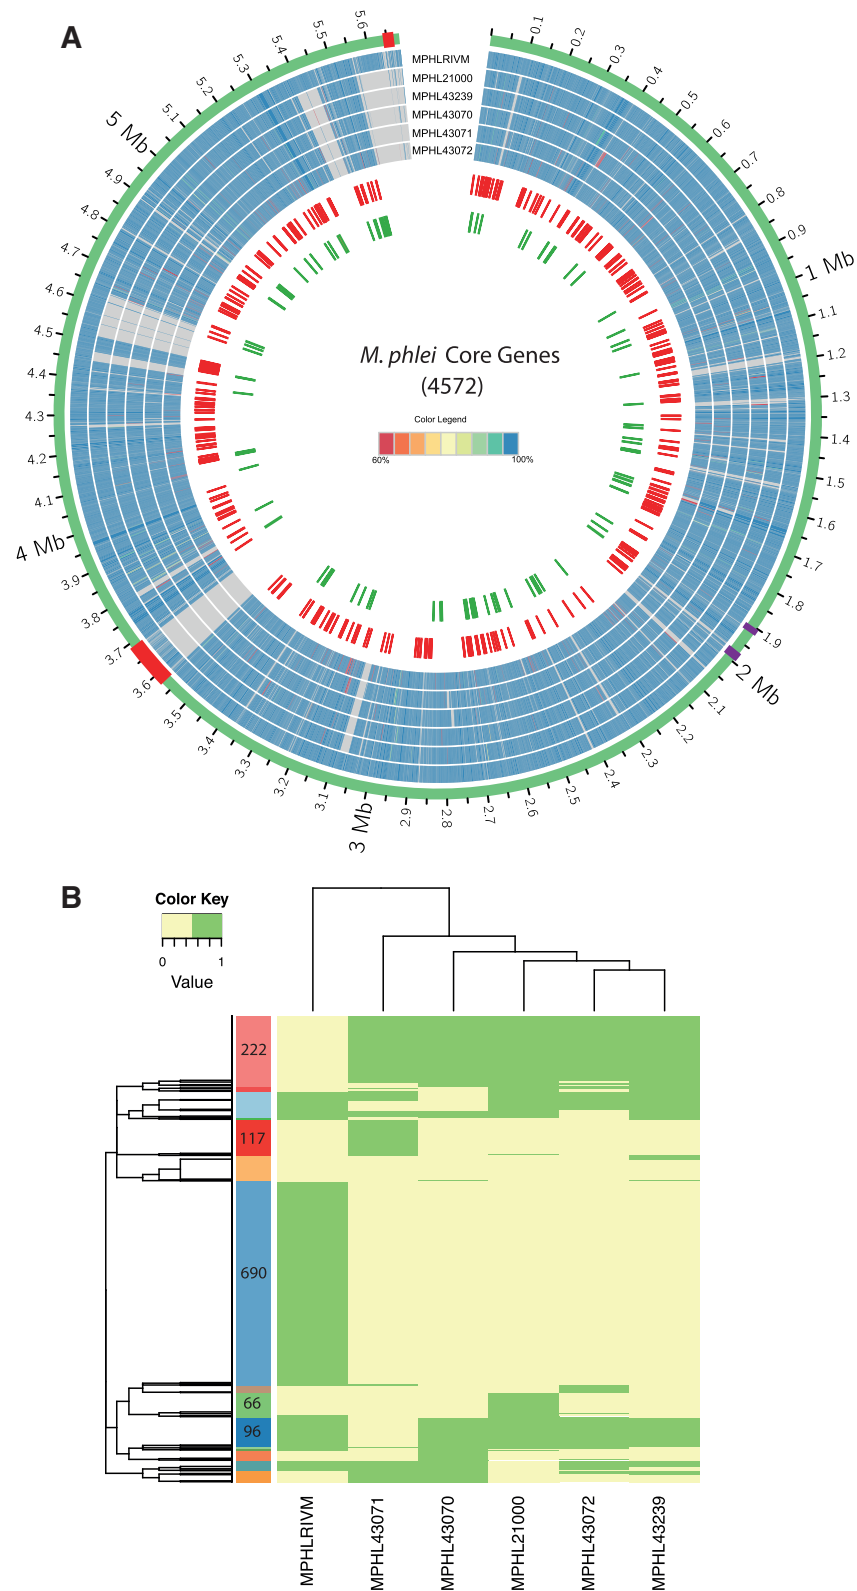 A
MPHLRIVM
MPHL21000
MPHL43239
MPHL43070
MPHL43071
MPHL43072
0.1
0.2
0.3
0.4
0.5
0.6
0.7
0.8
0.9
1 Mb
1.1
1.2
1.3
1.4
1.5
1.6
1.7
1.8
1.9
2 Mb
2.1
2.2
2.3
2.4
2.5
2.6
2.7
2.8
2.9
3 Mb
3.1
3.2
3.3
3.4
3.5
3.6
3.7
3.8
3.9
4 Mb
4.1
4.2
4.3
4.4
4.5
4.6
4.7
4.8
4.9
5 Mb
5.1
5.2
5.3
5.4
5.5
5.6
M. phlei Core Genes
(4572)
Color Legend
60%
100%
B
Color Key
0 1
Value
222
117
690
66
96
MPHLRIVM
MPHL43071
MPHL43070
MPHL21000
MPHL43072
MPHL43239